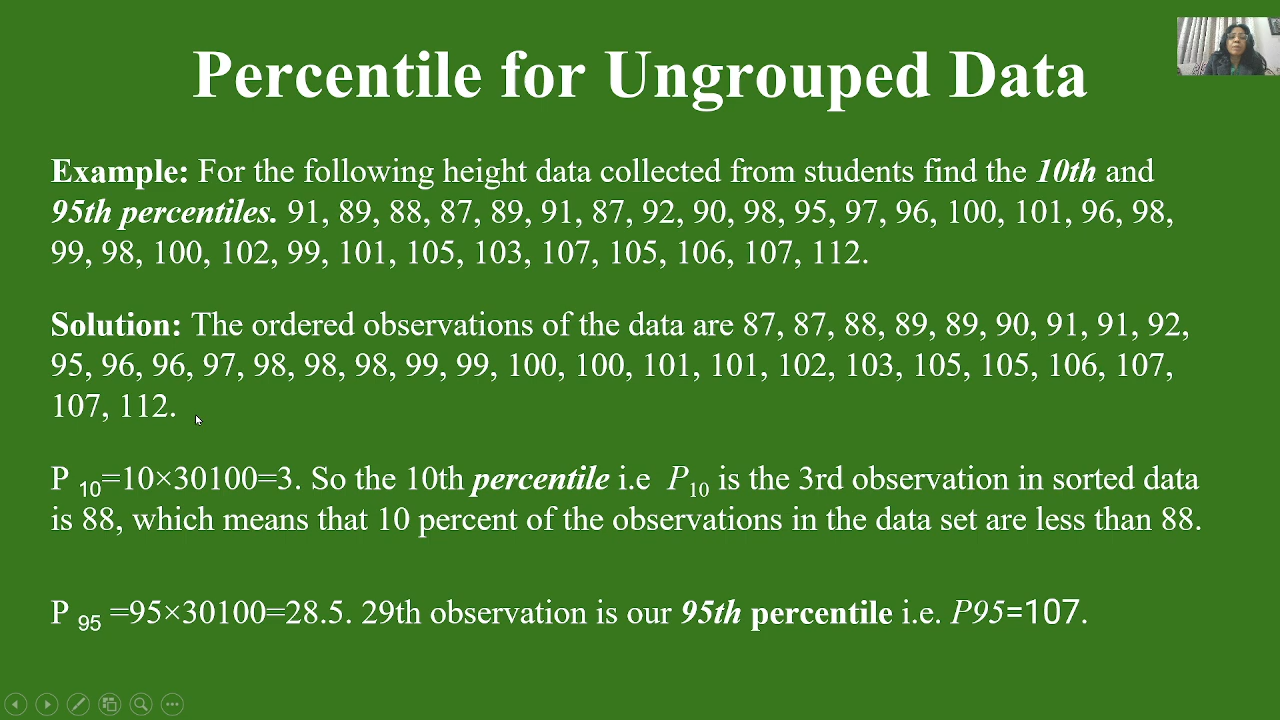 Percentile for Ungrouped Data
Example: For the following height data collected from students find the 10th and
95th percentiles. 91, 89, 88, 87, 89, 91, 87, 92, 90, 98, 95, 97, 96, 100, 101, 96, 98,
99, 98, 100, 102, 99, 101, 105, 103, 107, 105, 106, 107, 112.
Solution: The ordered observations of the data are 87, 87, 88, 89, 89, 90, 91, 91, 92,
95, 96, 96, 97, 98, 98, 98, 99, 99, 100, 100, 101, 101, 102, 103, 105, 105, 106, 107,
107, 112.
P 10=10×30100=3. So the 10th percentile i.e P10 is the 3rd observation in sorted data
is 88, which means that 10 percent of the observations in the data set are less than 88.
P 95 =95×30100=28.5. 29th observation is our 95th percentile i.e. P95=107.